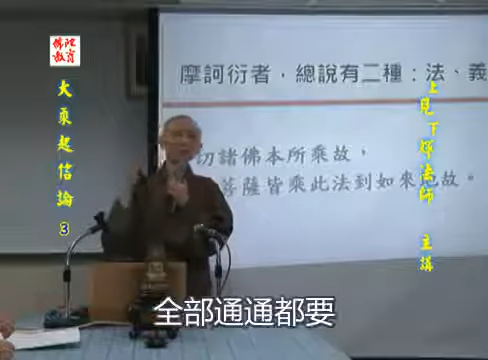 佛陀
教育
大乘起信論 3
摩訶衍者，總說有二種：法、義
切諸佛本所乘故，
菩薩皆乘此法到如來地故。
上見下輝法師 主講
全部通通都要